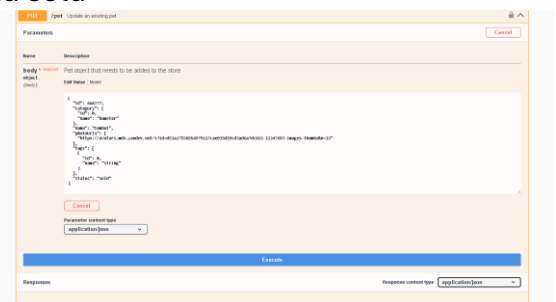 PUT /pet Update an existing pet
Parameters
Cancel
Name Description
body * required Pet object that needs to be added to the store
object
(body)
Edit Value | Model
{
"category": {
"id": 0,
"name": "hamster"
},
"photoUrls": [
],
"tags": [
{
"id": 0,
"name": "string"
}
],
"status": "sold"
}
Cancel
Parameter content type
application/json
Execute
Responses Response content type application/json